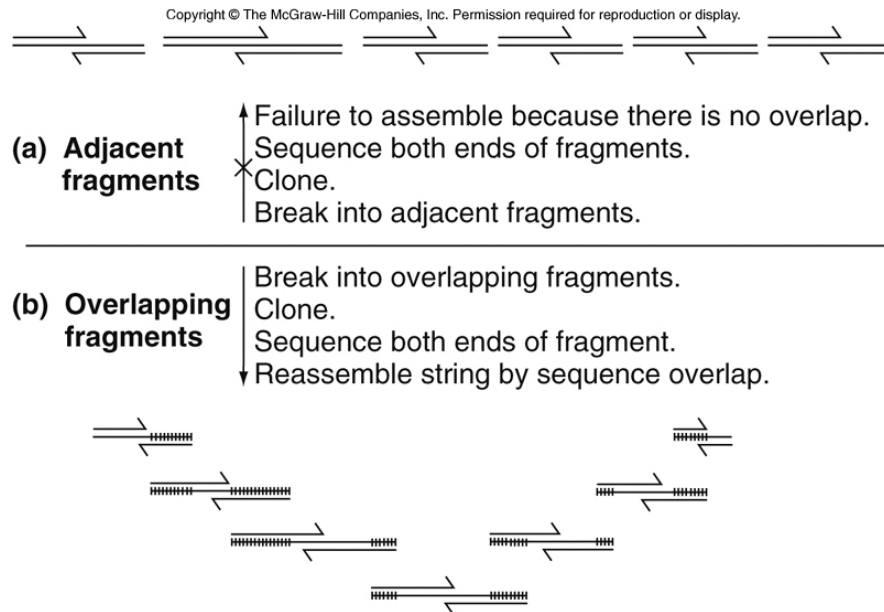 Copyright © The McGraw-Hill Companies, Inc. Permission required for reproduction or display.
(a) Adjacent
fragments
Failure to assemble because there is no overlap.
Sequence both ends of fragments.
Clone.
Break into adjacent fragments.
(b) Overlapping
fragments
Break into overlapping fragments.
Clone.
Sequence both ends of fragment.
Reassemble string by sequence overlap.